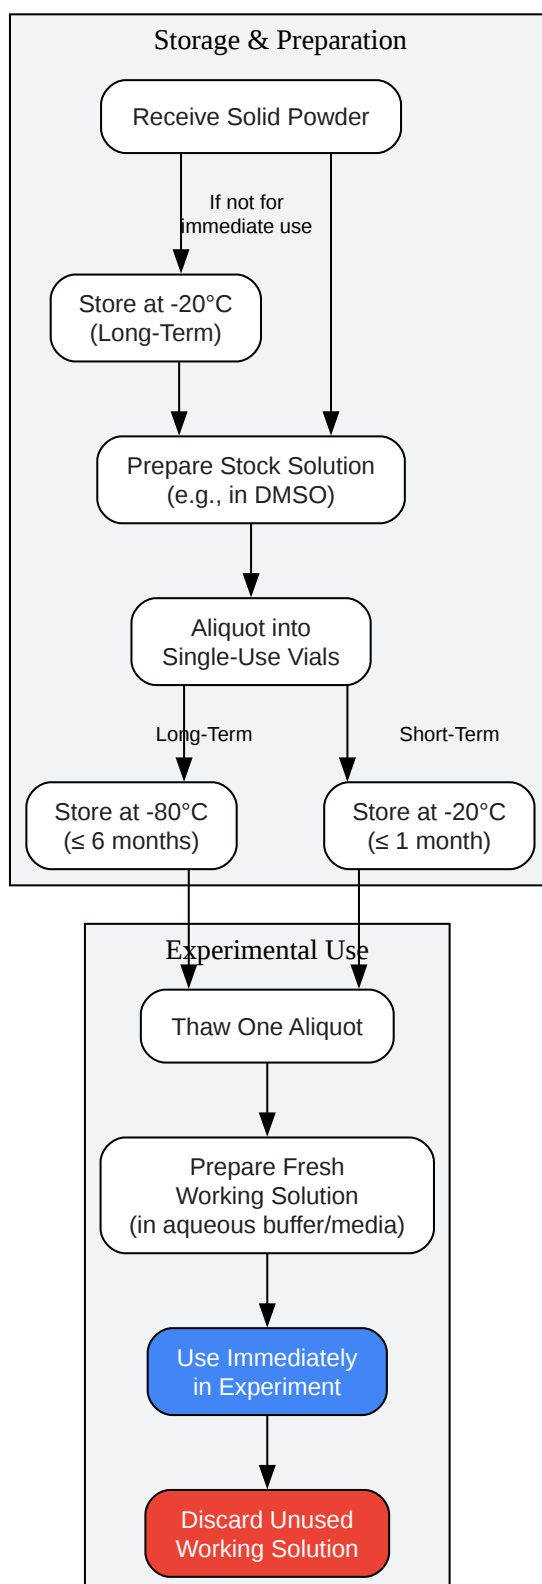 Storage & Preparation
Receive Solid Powder
If not for
immediate use
Store at -20°C
(Long-Term)
Prepare Stock Solution
(e.g., in DMSO)
Aliquot into
Single-Use Vials
Long-Term
Short-Term
Store at -80°C
(≤ 6 months)
Store at -20°C
(≤ 1 month)
Experimental Use
Thaw One Aliquot
Prepare Fresh
Working Solution
(in aqueous buffer/media)
Use Immediately
in Experiment
Discard Unused
Working Solution